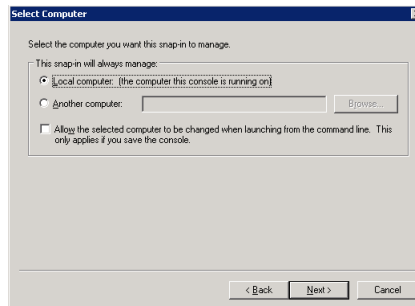 Select Computer
Select the computer you want this snap-in to manage.
This snap-in will always manage:
Local computer: (the computer this console is running on)
Another computer:
Browse...
Allow the selected computer to be changed when launching from the command line. This
only applies if you save the console.
< Back
Next >
Cancel